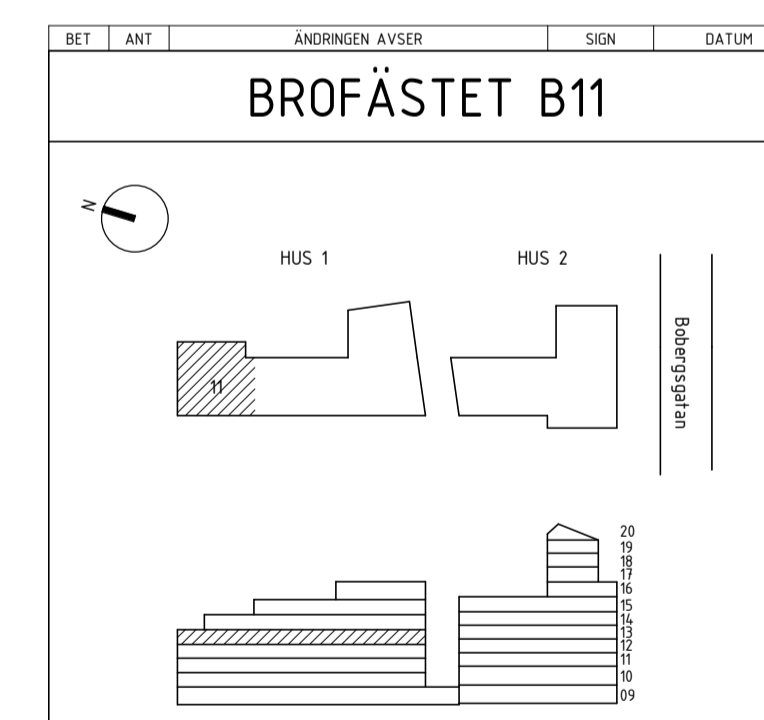 BET ANT ÄNDRINGEN AVSER SIGN DATUM
BROFÄSTET B11
N
HUS 1 HUS 2
11
Bobergsgatan
20
19
18
17
16
15
14
13
12
11
10
09